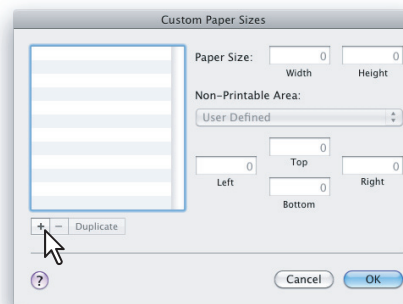 Custom Paper Sizes
Paper Size: 0 0
Width Height
Non-Printable Area:
User Defined
0
Top
0 0
Left Right
0
Bottom
+ − Duplicate
? Cancel OK